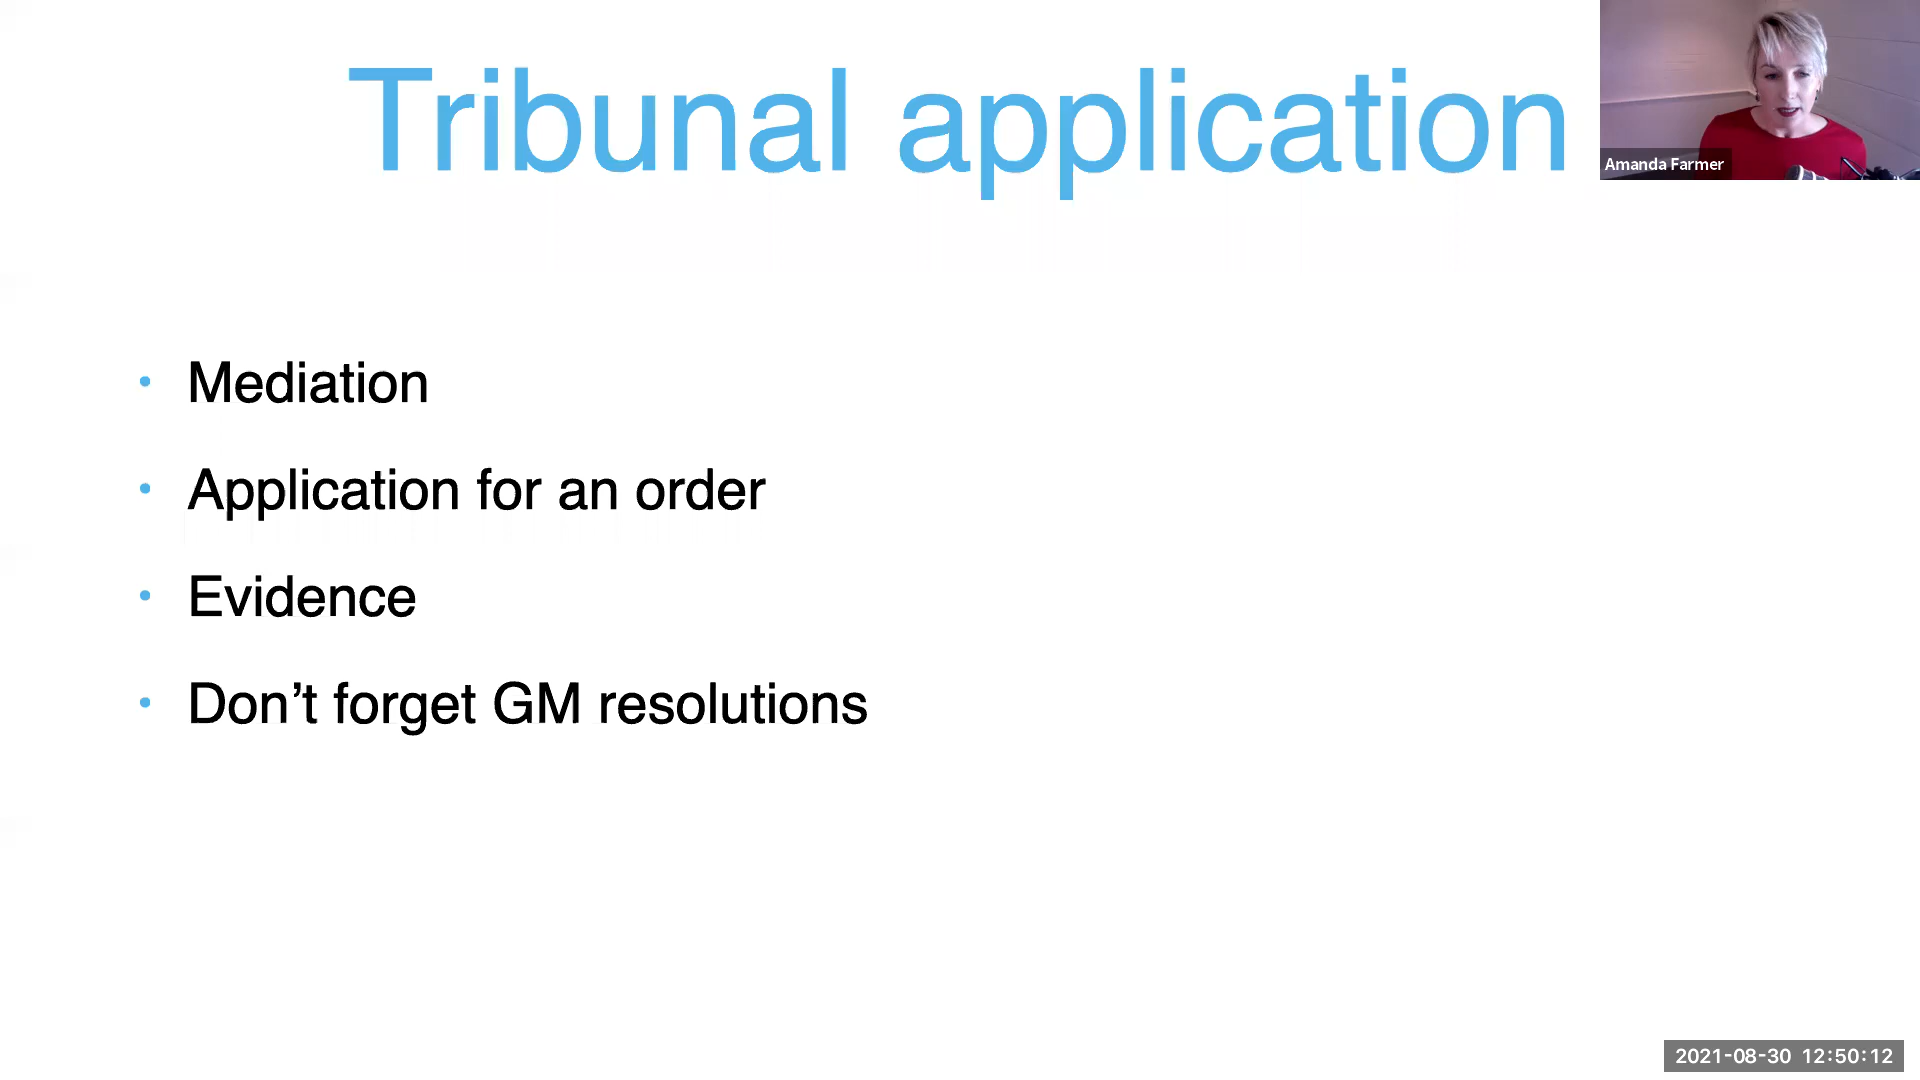 Tribunal application
Amanda Farmer
Mediation
Application for an order
Evidence
Don’t forget GM resolutions
2021-08-30 12:50:12